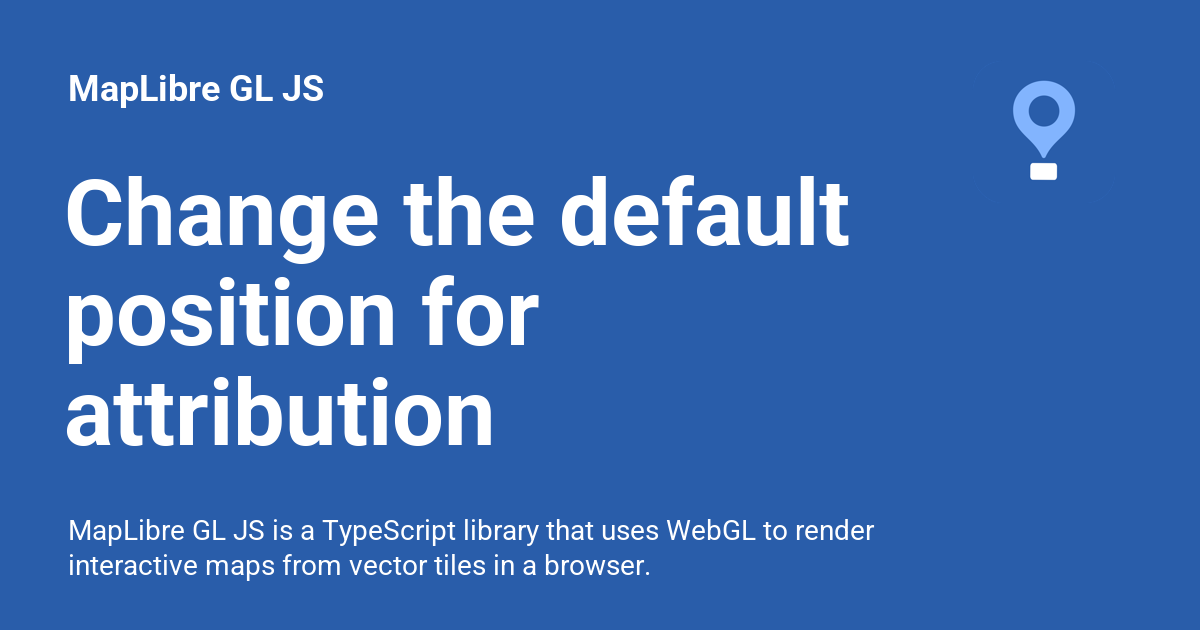 MapLibre GL JS
Change the default
position for
attribution
MapLibre GL JS is a TypeScript library that uses WebGL to render
interactive maps from vector tiles in a browser.